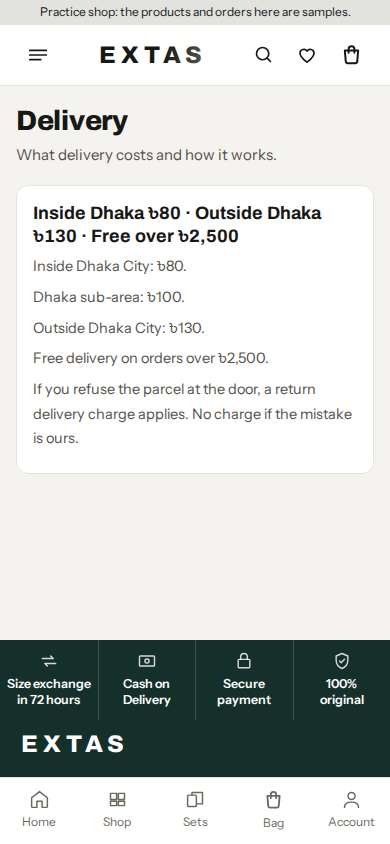 Practice shop: the products and orders here are samples.
EXTAS
Delivery
What delivery costs and how it works.
Inside Dhaka ৳80 · Outside Dhaka
৳130 · Free over ৳2,500
Inside Dhaka City: ৳80.
Dhaka sub-area: ৳100.
Outside Dhaka City: ৳130.
Free delivery on orders over ৳2,500.
If you refuse the parcel at the door, a return
delivery charge applies. No charge if the mistake
is ours.
Size exchange
in 72 hours
Cash on
Delivery
Secure
payment
100%
original
EXTAS
Home
Shop
Sets
Bag
Account